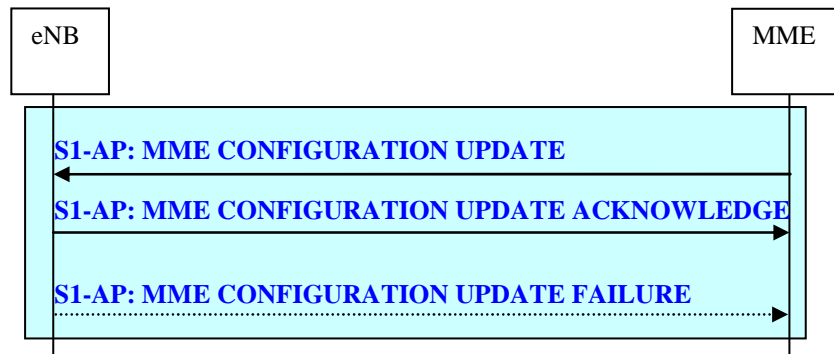 eNB
MME
S1-AP: MME CONFIGURATION UPDATE
S1-AP: MME CONFIGURATION UPDATE ACKNOWLEDGE
S1-AP: MME CONFIGURATION UPDATE FAILURE